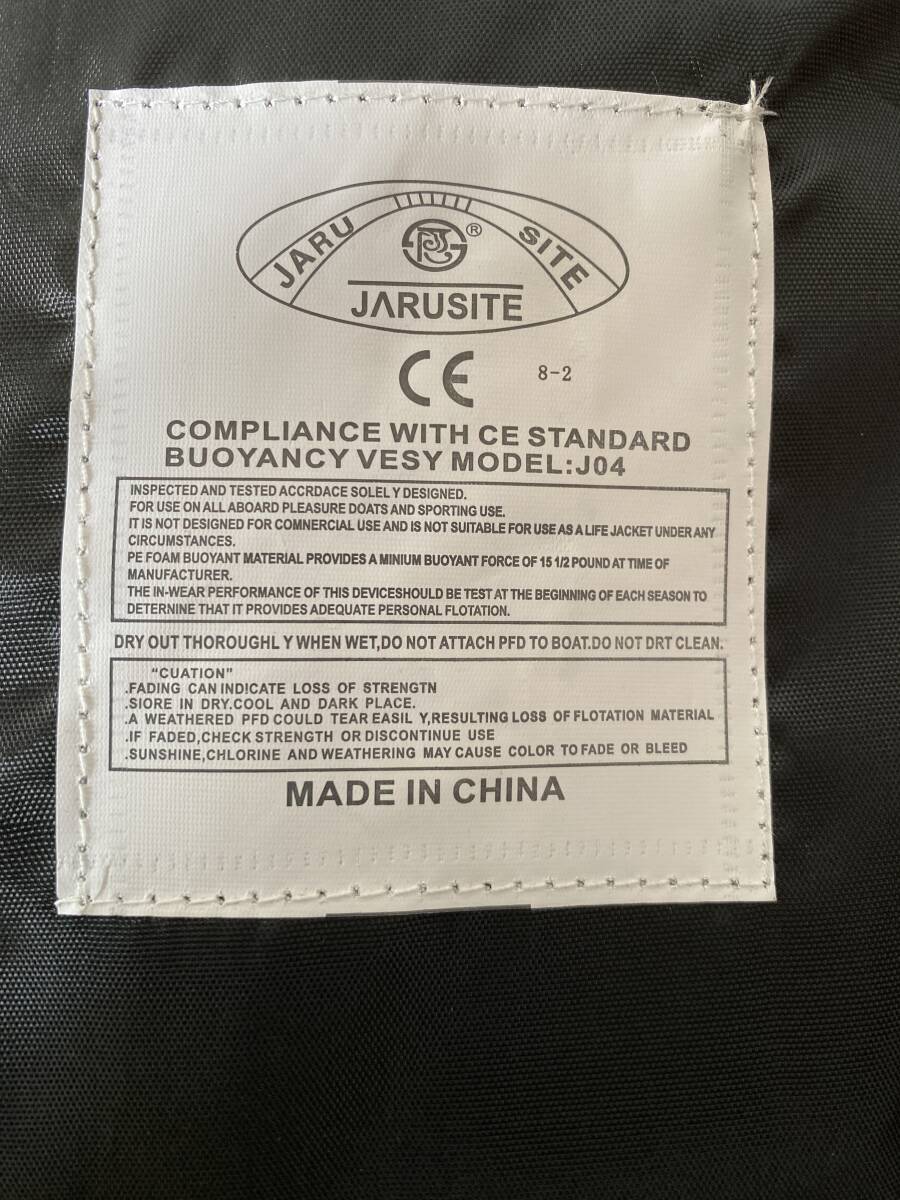 JARU SITE
®
JARUSITE
CE 8-2
COMPLIANCE WITH CE STANDARD
BUOYANCY VESY MODEL:J04
INSPECTED AND TESTED ACCRDACE SOLEL Y DESIGNED.
FOR USE ON ALL ABOARD PLEASURE DOATS AND SPORTING USE.
IT IS NOT DESIGNED FOR COMNERCIAL USE AND IS NOT SUITABLE FOR USE AS A LIFE JACKET UNDER ANY
CIRCUMSTANCES.
PE FOAM BUOYANT MATERIAL PROVIDES A MINIUM BUOYANT FORCE OF 15 1/2 POUND AT TIME OF
MANUFACTURER.
THE IN-WEAR PERFORMANCE OF THIS DEVICESHOULD BE TEST AT THE BEGINNING OF EACH SEASON TO
DETERNINE THAT IT PROVIDES ADEQUATE PERSONAL FLOTATION.
DRY OUT THOROUGHL Y WHEN WET,DO NOT ATTACH PFD TO BOAT.DO NOT DRT CLEAN.
“CUATION”
.FADING CAN INDICATE LOSS OF STRENGTN
.SIORE IN DRY.COOL AND DARK PLACE.
.A WEATHERED PFD COULD TEAR EASIL Y,RESULTING LOSS OF FLOTATION MATERIAL
.IF FADED,CHECK STRENGTH OR DISCONTINUE USE
.SUNSHINE,CHLORINE AND WEATHERING MAY CAUSE COLOR TO FADE OR BLEED
MADE IN CHINA